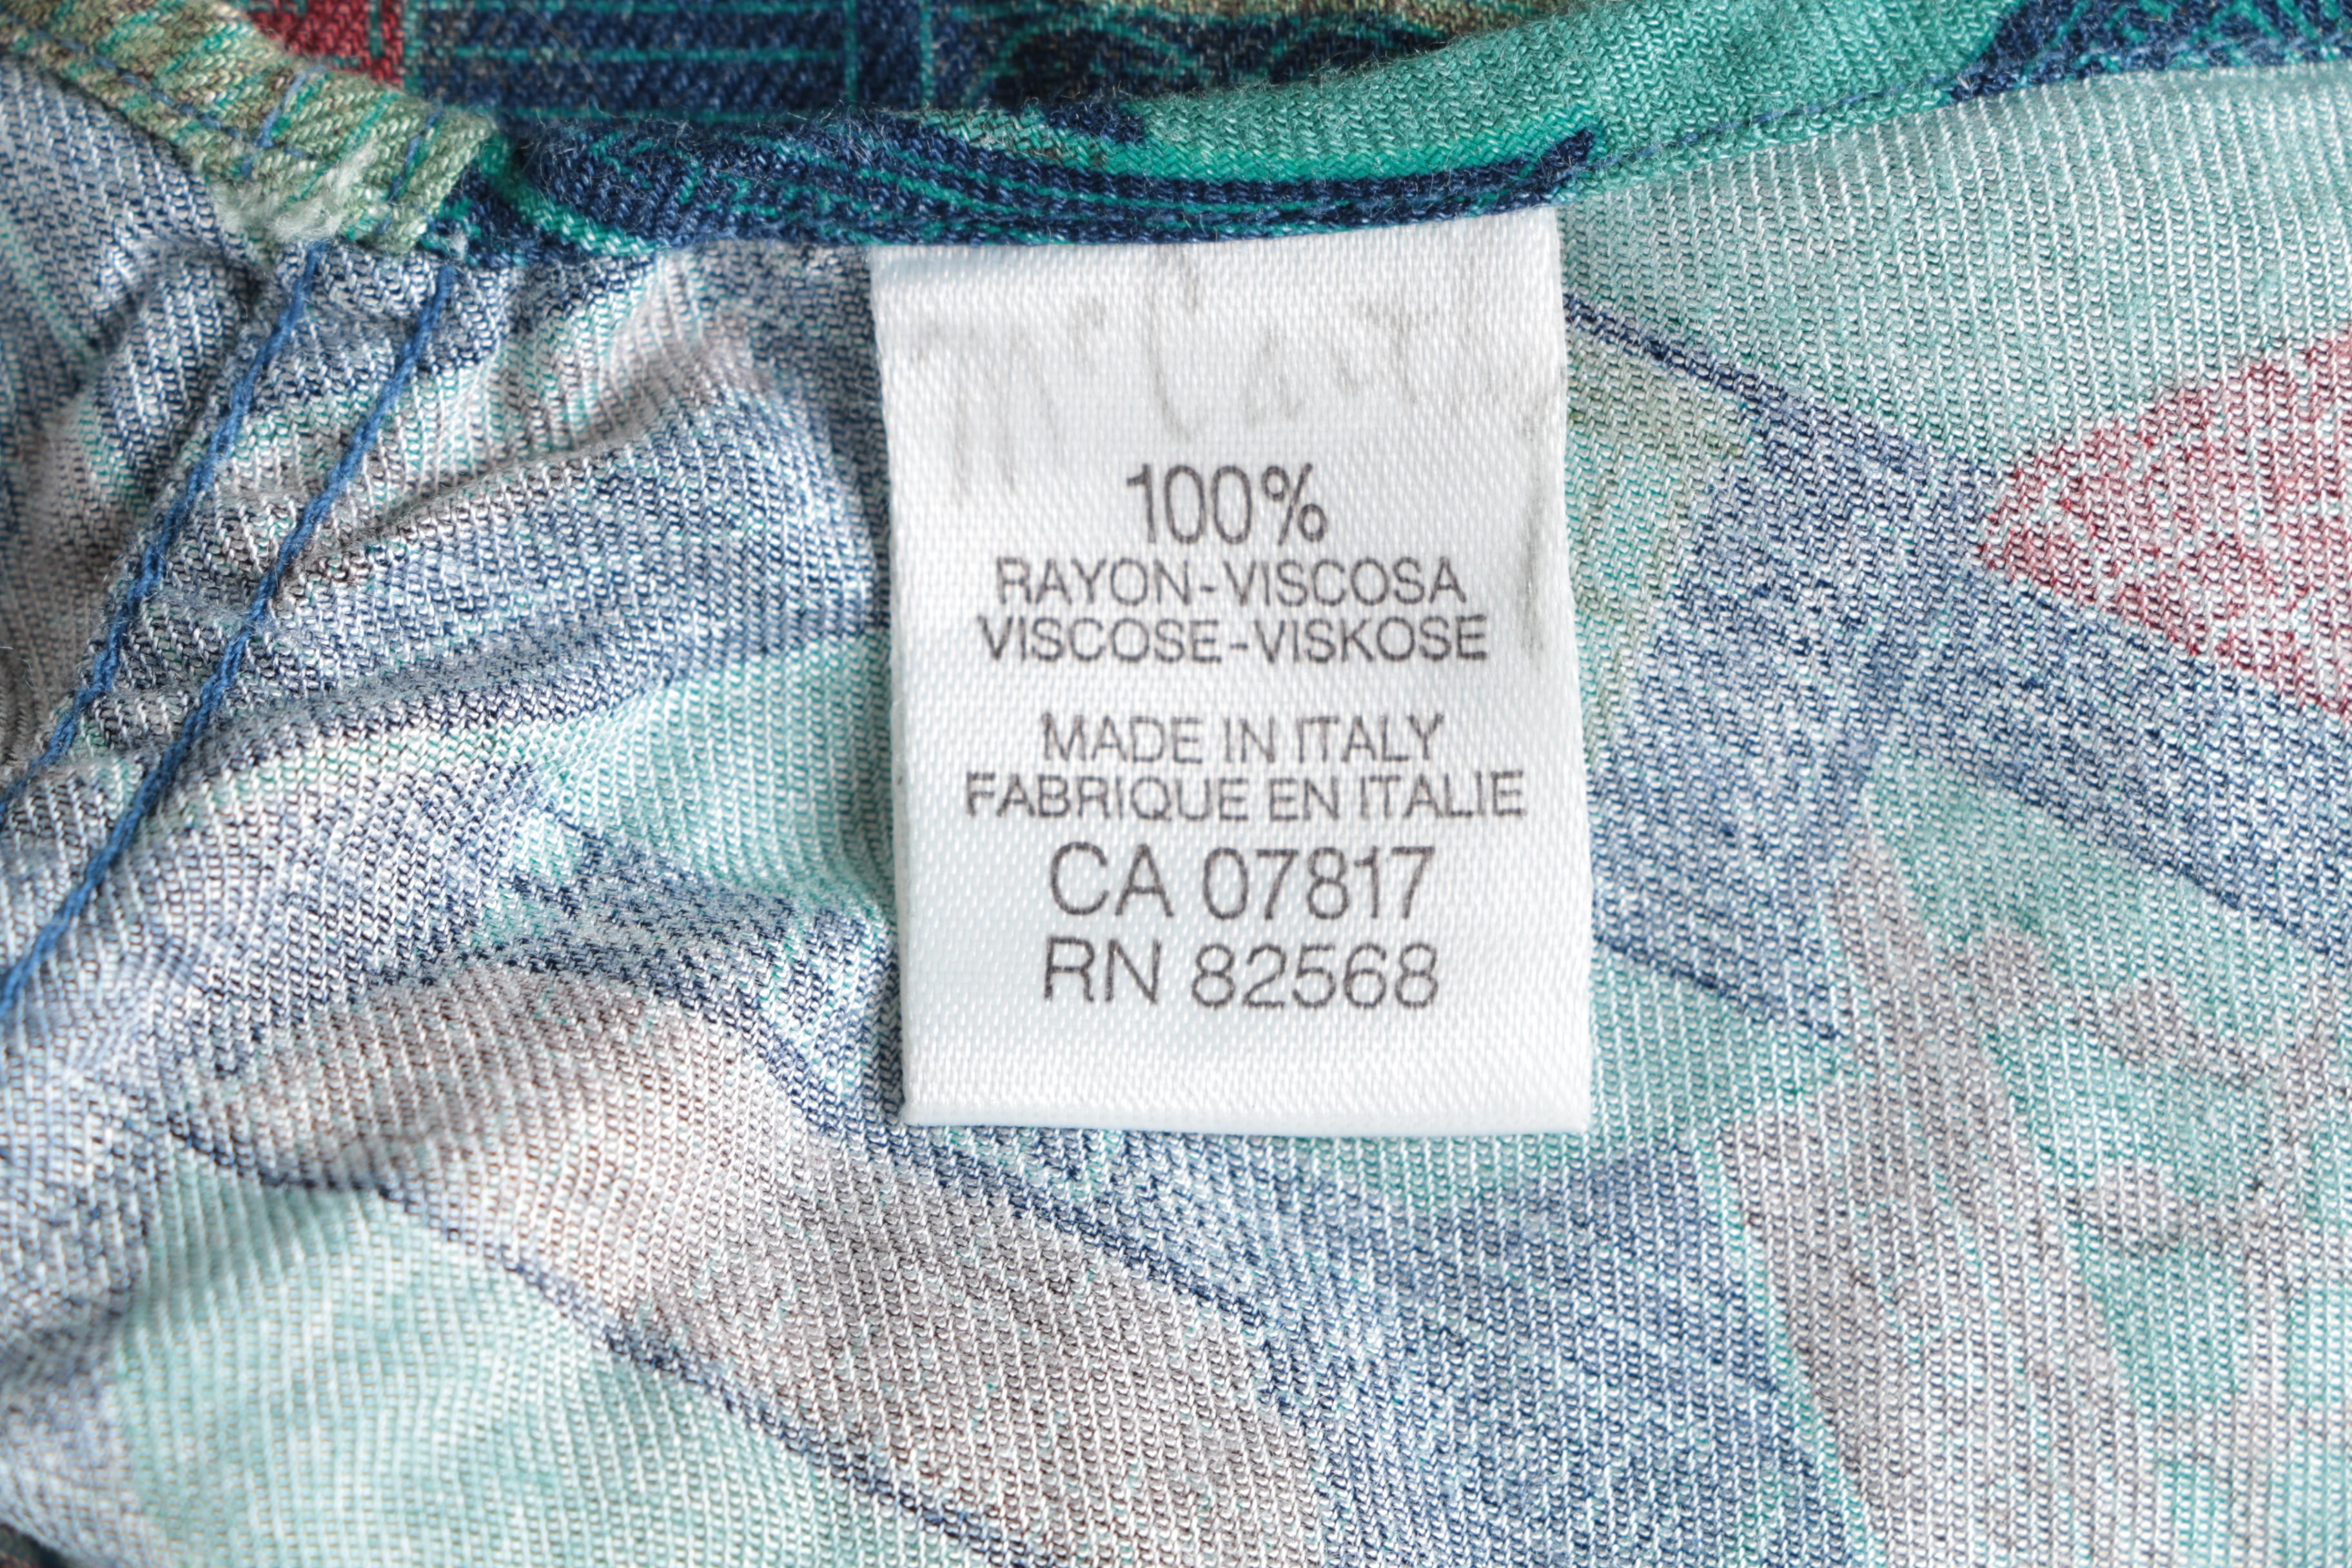 100%
RAYON-VISCOSA
VISCOSE-VISKOSE
MADE IN ITALY
FABRIQUE EN ITALIE
CA 07817
RN 82568